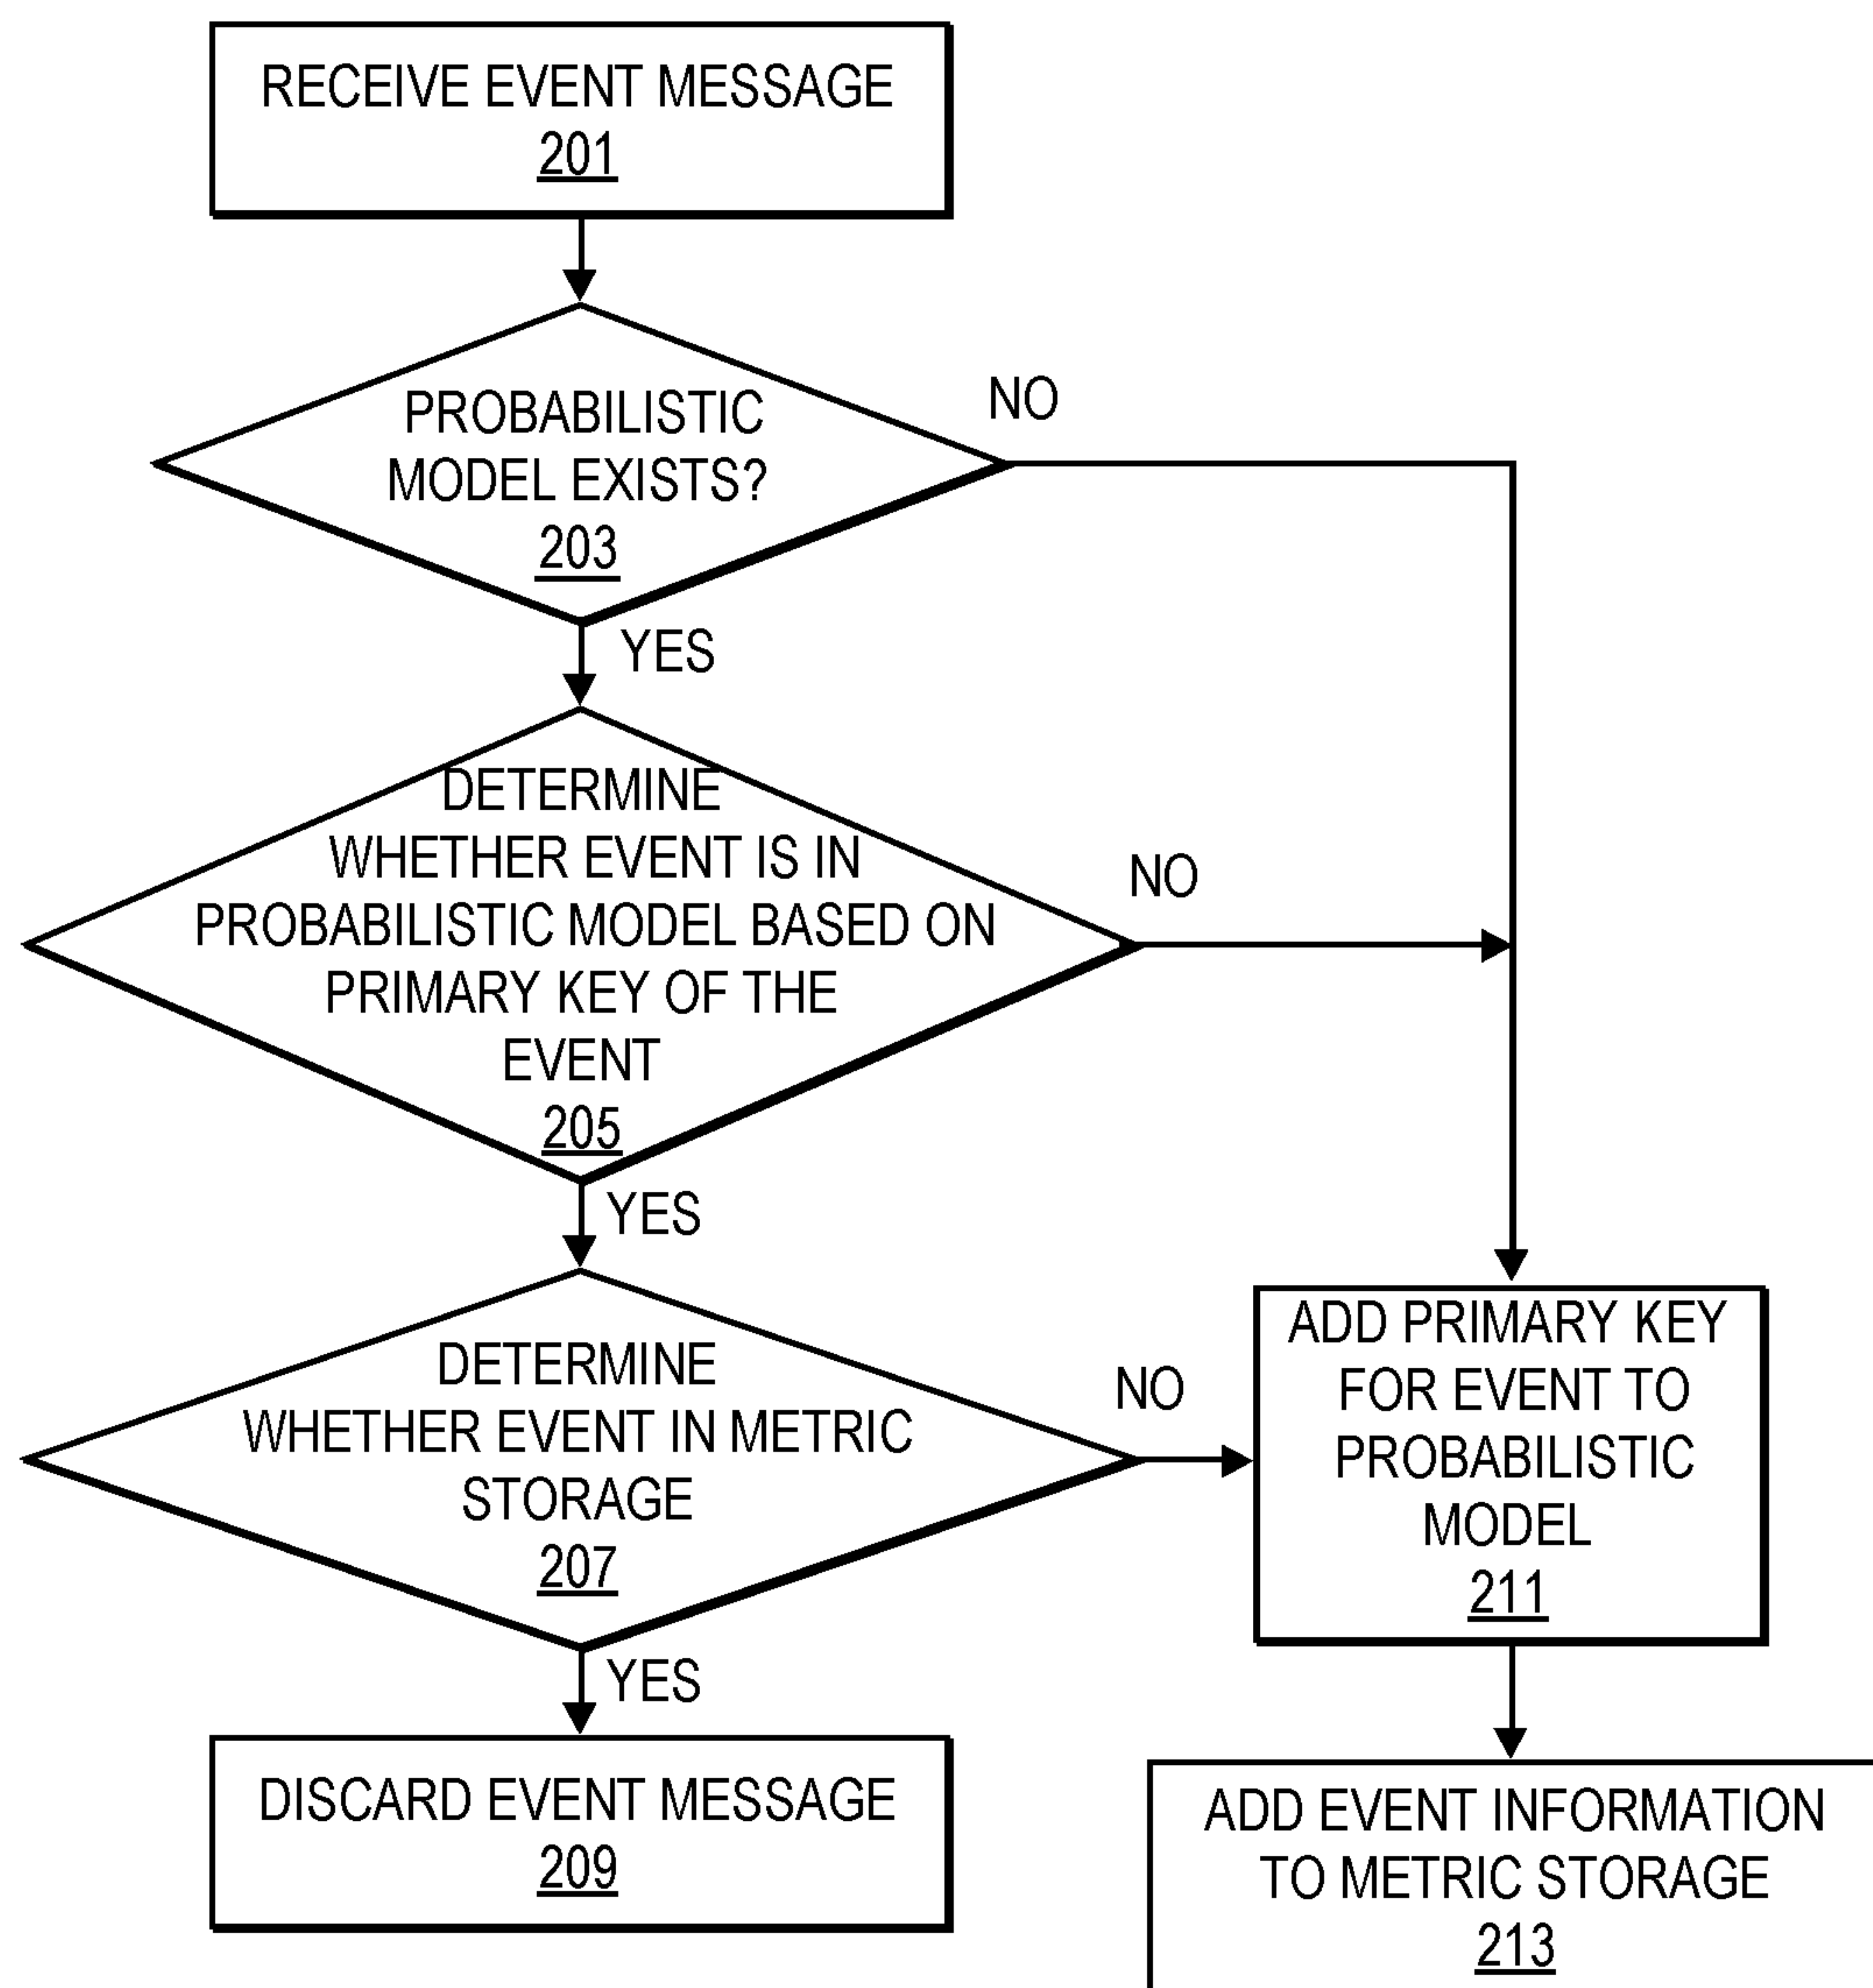 RECEIVE EVENT MESSAGE
201
PROBABILISTIC
MODEL EXISTS?
203
NO
YES
DETERMINE
WHETHER EVENT IS IN
PROBABILISTIC MODEL BASED ON
PRIMARY KEY OF THE
EVENT
205
NO
YES
DETERMINE
WHETHER EVENT IN METRIC
STORAGE
207
NO
YES
DISCARD EVENT MESSAGE
209
ADD PRIMARY KEY
FOR EVENT TO
PROBABILISTIC
MODEL
211
ADD EVENT INFORMATION
TO METRIC STORAGE
213